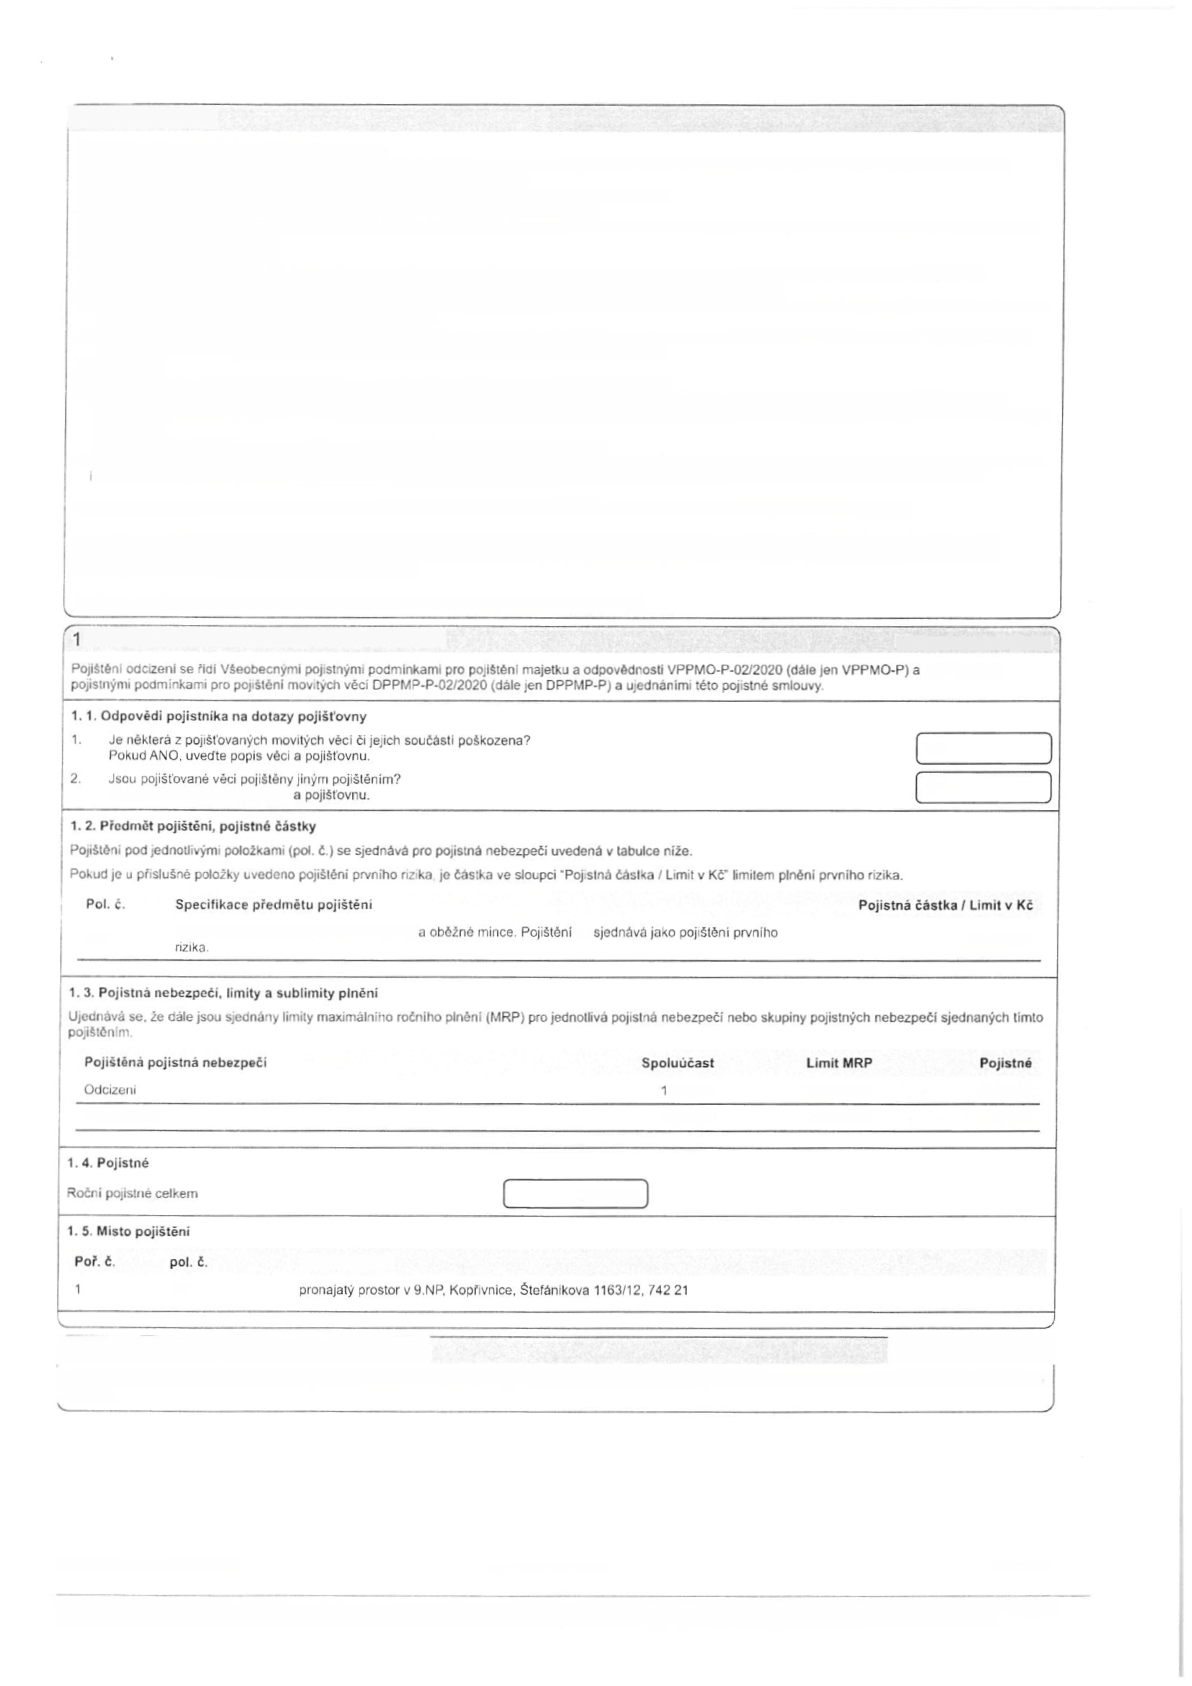 1
Pojištění odcizení se řídí Všeobecnými pojistnými podmínkami pro pojištění majetku a odpovědnosti VPPMO-P-02/2020 (dále jen VPPMO-P) a
pojistnými podmínkami pro pojištění movitých věcí DPPMP-P-02/2020 (dále jen DPPMP-P) a ujednáními této pojistné smlouvy.
1. 1. Odpovědi pojistníka na dotazy pojišťovny
1. Je některá z pojišťovaných movitých věcí či jejich součástí poškozena?
Pokud ANO, uveďte popis věci a pojišťovnu.
2. Jsou pojišťované věci pojištěny jiným pojištěním?
a pojišťovnu.
1. 2. Předmět pojištění, pojistné částky
Pojištění pod jednotlivými položkami (pol. č.) se sjednává pro pojistná nebezpečí uvedená v tabulce níže.
Pokud je u příslušné položky uvedeno pojištění prvního rizika, je částka ve sloupci "Pojistná částka / Limit v Kč" limitem plnění prvního rizika.
Pol. č. Specifikace předmětu pojištění Pojistná částka / Limit v Kč
a oběžné mince. Pojištění sjednává jako pojištění prvního
rizika.
1. 3. Pojistná nebezpečí, limity a sublimity plnění
Ujednává se, že dále jsou sjednány limity maximálního ročního plnění (MRP) pro jednotlivá pojistná nebezpečí nebo skupiny pojistných nebezpečí sjednaných tímto
pojištěním.
Pojištěná pojistná nebezpečí Spoluúčast Limit MRP Pojistné
Odcizení 1
1. 4. Pojistné
Roční pojistné celkem
1. 5. Místo pojištění
Poř. č. pol. č.
1 pronajatý prostor v 9.NP, Kopřivnice, Štefánikova 1163/12, 742 21